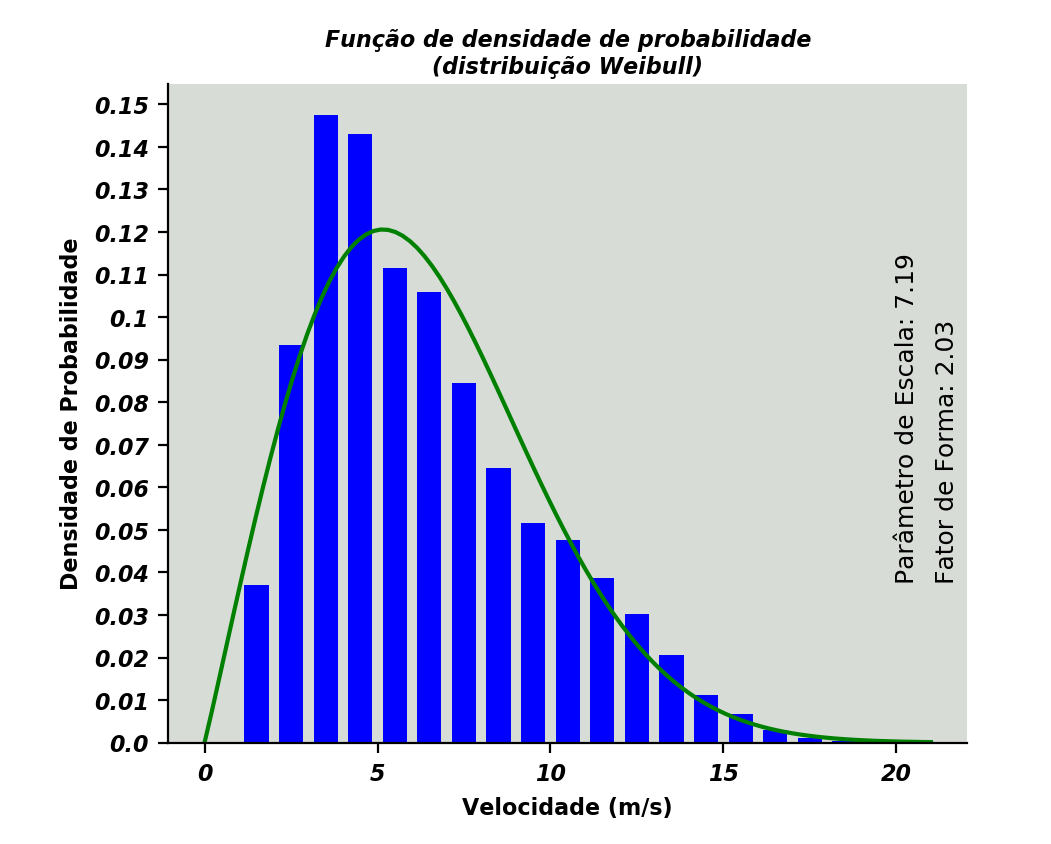 Função de densidade de probabilidade
(distribuição Weibull)
Densidade de Probabilidade
0.15
0.14
0.13
0.12
0.11
0.1
0.09
0.08
0.07
0.06
0.05
0.04
0.03
0.02
0.01
0.0
Parâmetro de Escala: 7.19
Fator de Forma: 2.03
0 5 10 15 20
Velocidade (m/s)